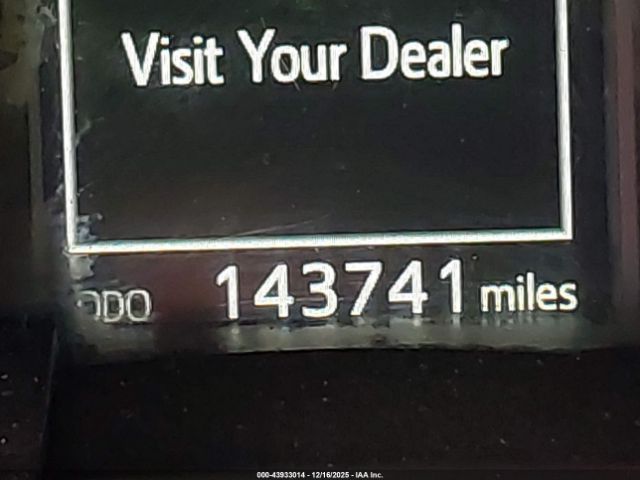 Visit Your Dealer
ODO 143741 miles
000-43933014 - 12/16/2025 - IAA Inc.